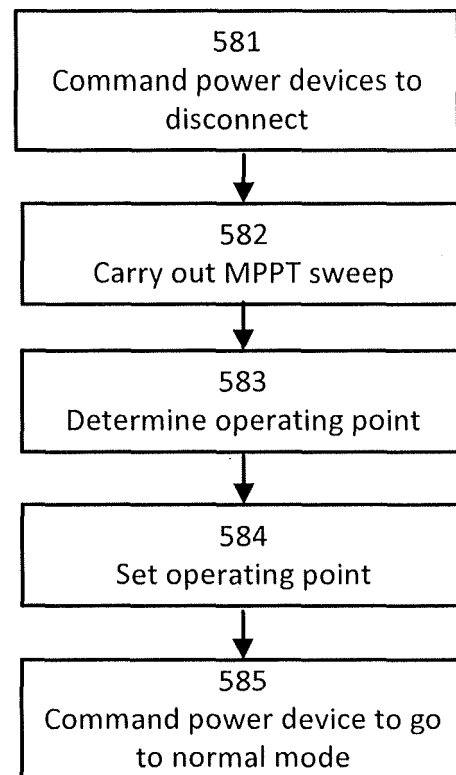 581
Command power devices to
disconnect
582
Carry out MPPT sweep
583
Determine operating point
584
Set operating point
585
Command power device to go
to normal mode